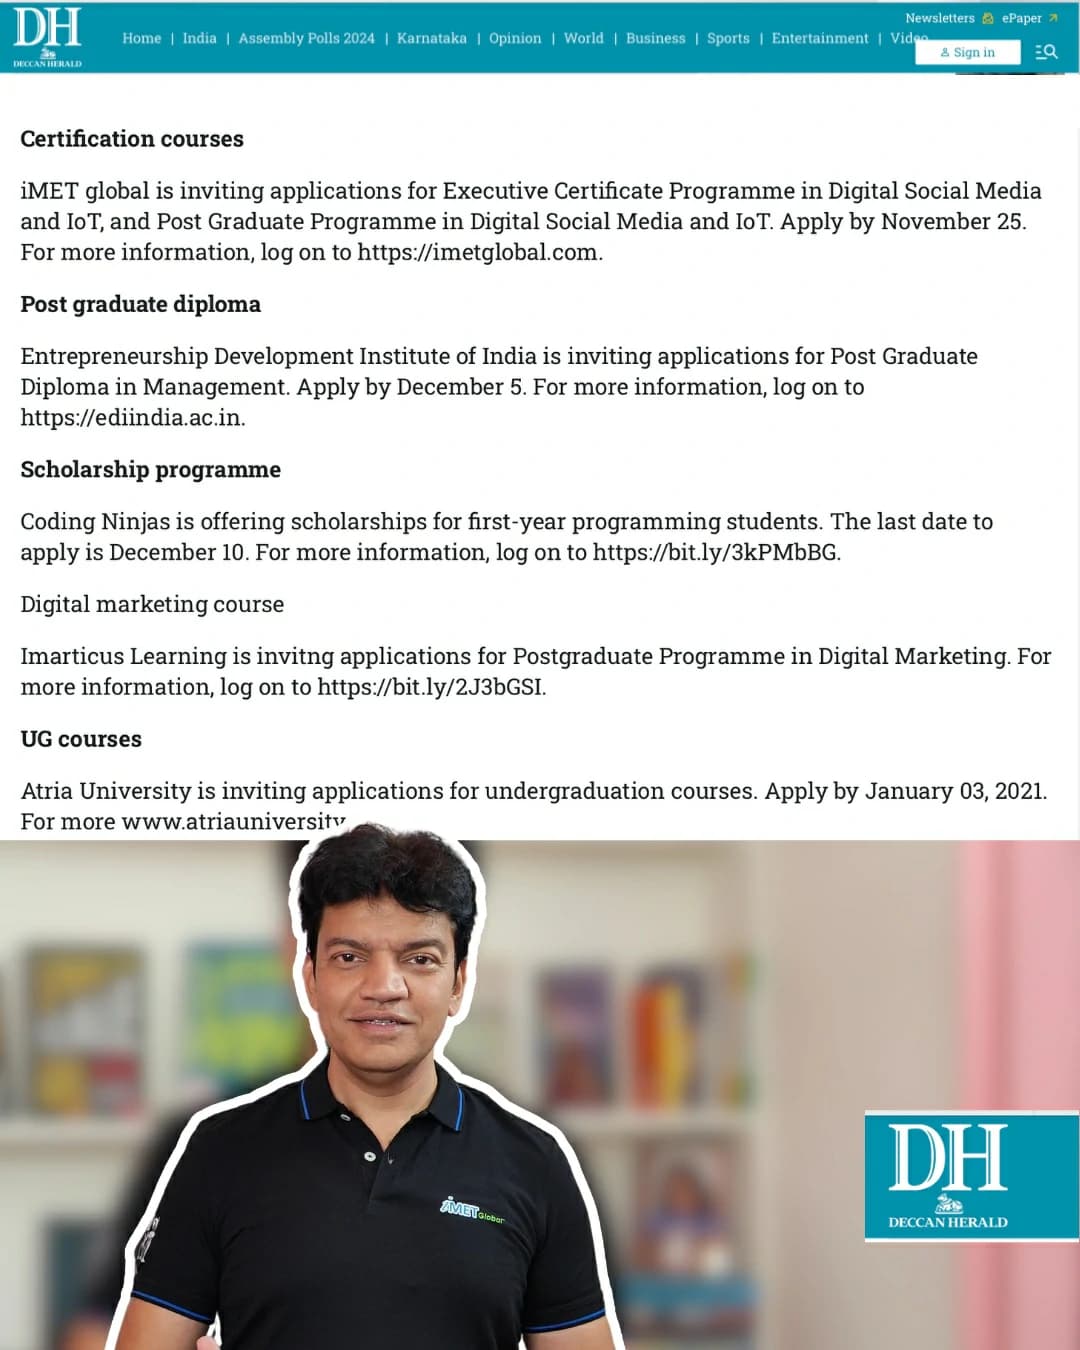 DH
DECCAN HERALD
Newsletters ePaper
Home | India | Assembly Polls 2024 | Karnataka | Opinion | World | Business | Sports | Entertainment | Video
Sign in
Certification courses
iMET global is inviting applications for Executive Certificate Programme in Digital Social Media
and IoT, and Post Graduate Programme in Digital Social Media and IoT. Apply by November 25.
For more information, log on to https://imetglobal.com.
Post graduate diploma
Entrepreneurship Development Institute of India is inviting applications for Post Graduate
Diploma in Management. Apply by December 5. For more information, log on to
https://ediindia.ac.in.
Scholarship programme
Coding Ninjas is offering scholarships for first-year programming students. The last date to
apply is December 10. For more information, log on to https://bit.ly/3kPMbBG.
Digital marketing course
Imarticus Learning is invitng applications for Postgraduate Programme in Digital Marketing. For
more information, log on to https://bit.ly/2J3bGSI.
UG courses
Atria University is inviting applications for undergraduation courses. Apply by January 03, 2021.
For more www.atriauniversity
iMET Global
DH
DECCAN HERALD